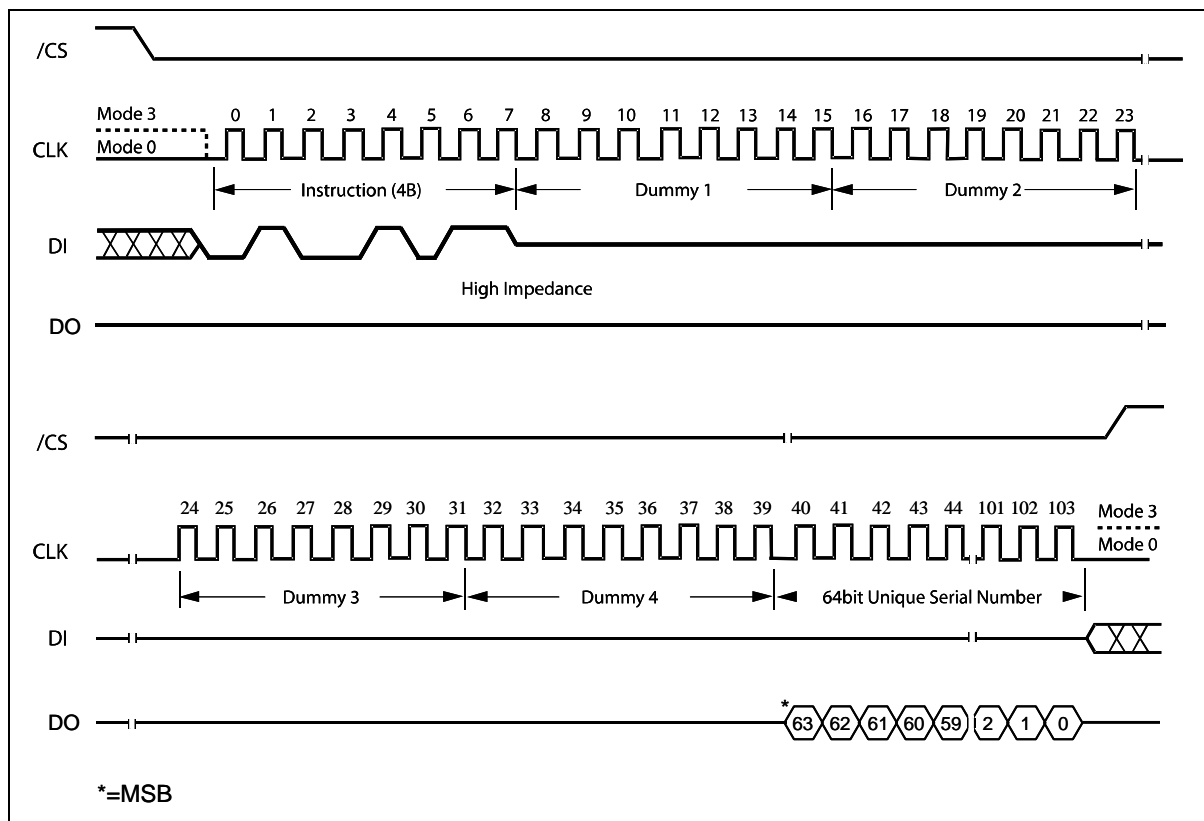 /CS
Mode 3
0 1 2 3 4 5 6 7 8 9 10 11 12 13 14 15 16 17 18 19 20 21 22 23
CLK
Mode 0
Instruction (4B) Dummy 1 Dummy 2
DI
High Impedance
DO
/CS
24 25 26 27 28 29 30 31 32 33 34 35 36 37 38 39 40 41 42 43 44 101 102 103
Mode 3
CLK
Mode 0
Dummy 3 Dummy 4 64bit Unique Serial Number
DI
DO
* 63 62 61 60 59 2 1 0
*=MSB